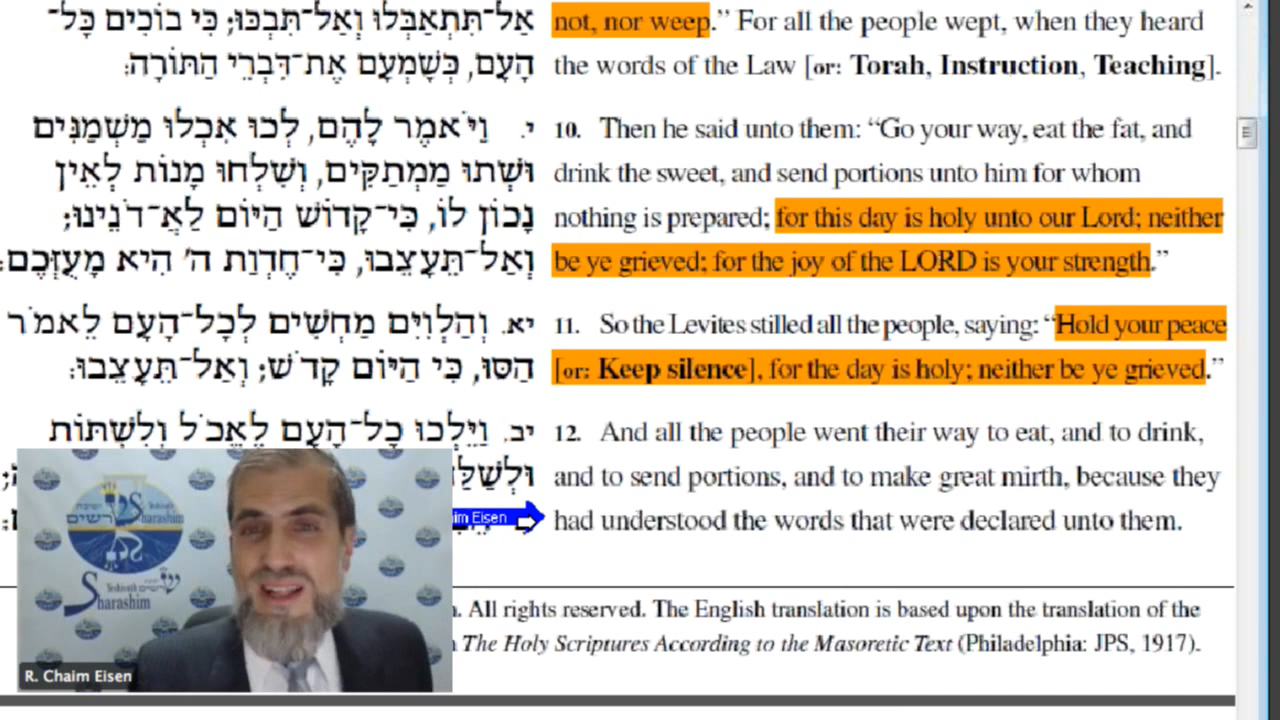 אַל־תִּתְאַבְּלוּ וְאַל־תִּבְכּוּ; כִּי בוֹכִים כָּל־
הָעָם, כְּשָׁמְעָם אֶת־דִּבְרֵי הַתּוֹרָה:
not, nor weep.” For all the people wept, when they heard
the words of the Law [or: Torah, Instruction, Teaching].
י. וַיֹּאמֶר לָהֶם, לְכוּ אִכְלוּ מַשְׁמַנִּים
וּשְׁתוּ מַמְתַקִּים, וְשִׁלְחוּ מָנוֹת לְאֵין
נָכוֹן לוֹ, כִּי־קָדוֹשׁ הַיּוֹם לַאֲדֹנֵינוּ;
וְאַל־תֵּעָצֵבוּ, כִּי־חֶדְוַת ה' הִיא מָעֻזְּכֶם:
10. Then he said unto them: “Go your way, eat the fat, and
drink the sweet, and send portions unto him for whom
nothing is prepared; for this day is holy unto our Lord; neither
be ye grieved; for the joy of the LORD is your strength.”
יא. וְהַלְוִיִּם מַחְשִׁים לְכָל־הָעָם לֵאמֹר
הַסּוּ, כִּי הַיּוֹם קָדֹשׁ; וְאַל־תֵּעָצֵבוּ:
11. So the Levites stilled all the people, saying: “Hold your peace
[or: Keep silence], for the day is holy; neither be ye grieved.”
יב. וַיֵּלְכוּ כָל־הָעָם לֶאֱכֹל וְלִשְׁתּוֹת
12. And all the people went their way to eat, and to drink,
and to send portions, and to make great mirth, because they
had understood the words that were declared unto them.
im Eisen
All rights reserved. The English translation is based upon the translation of the
The Holy Scriptures According to the Masoretic Text (Philadelphia: JPS, 1917).
ישיבת שרשים Yeshivath Sharashim
Yeshivath שרשים
Sharashim
R. Chaim Eisen